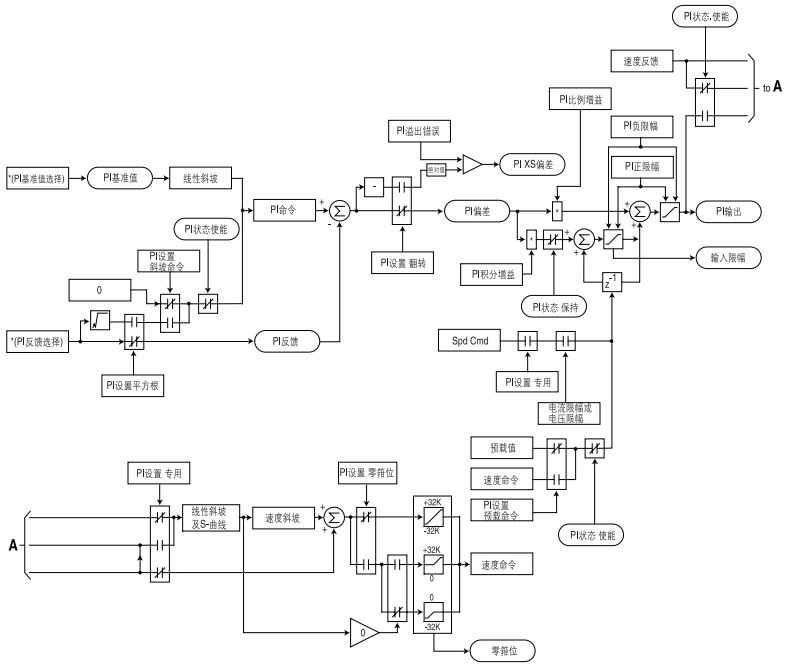 PI状态.使能
速度反馈
to A
PI比例增益
PI溢出错误
PI负限幅
绝对值
PI XS偏差
PI正限幅
*(PI基准值选择)
PI基准值
线性斜坡
-
PI命令
+
Σ
-
PI偏差
*
+
Σ
+
PI输出
PI状态使能
PI设置
斜坡命令
PI设置 翻转
*
+
Σ
+
输入限幅
PI积分增益
z-1
0
PI状态 保持
*(PI反馈选择)
PI反馈
Spd Cmd
PI设置平方根
PI设置 专用
电流限幅或
电压限幅
预载值
PI设置 专用
PI设置 零箝位
速度命令
PI设置
预载命令
+32K
-32K
线性斜坡
及S-曲线
速度斜坡
+
Σ
+
PI状态 使能
A
+32K
0
速度命令
0
-32K
0
零箝位